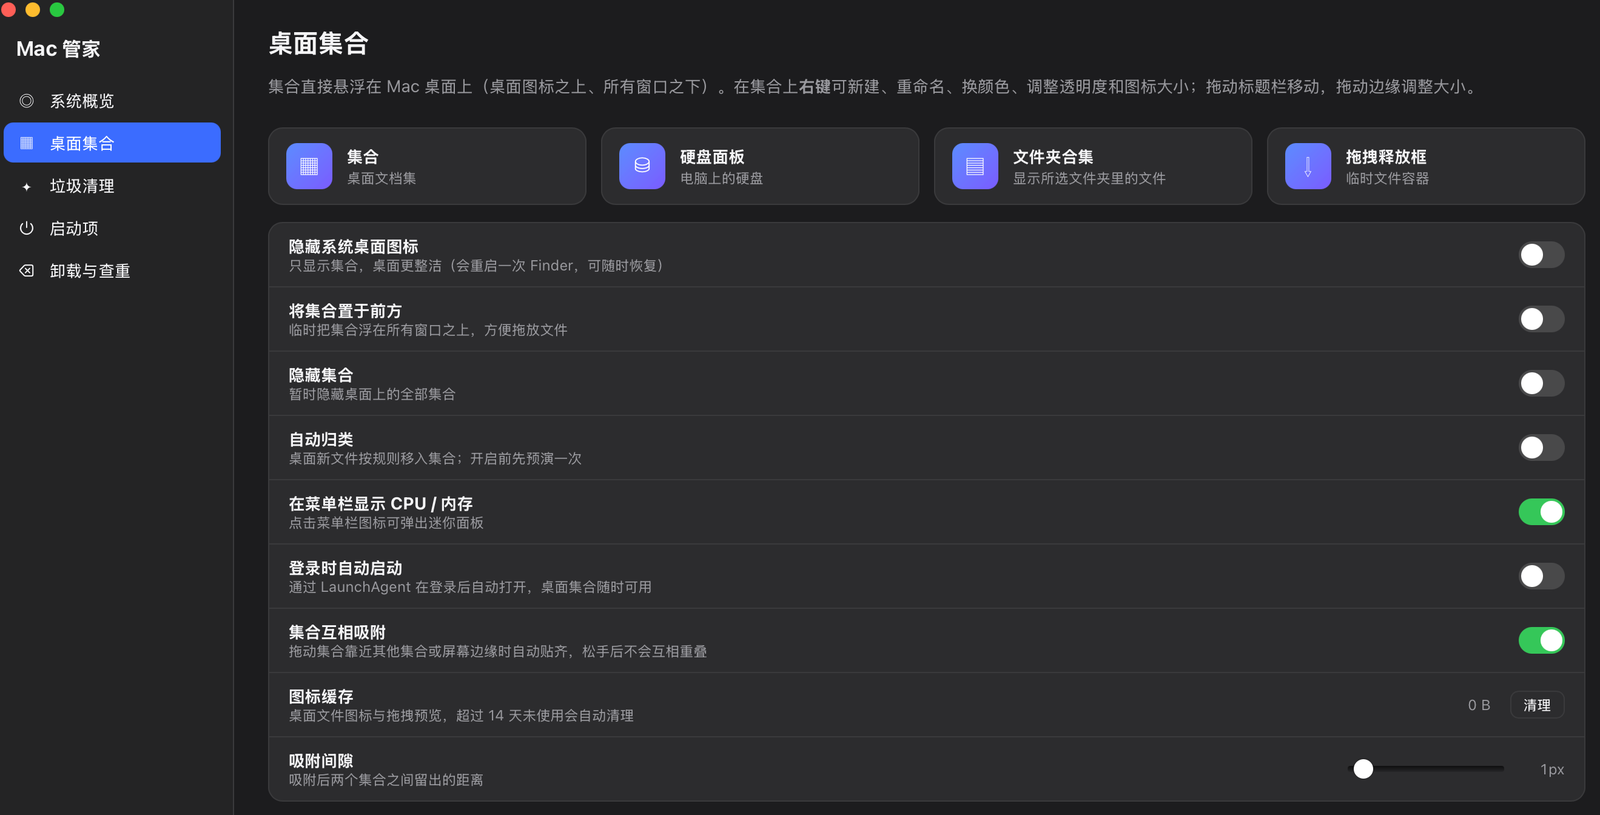 Mac 管家
系统概览
桌面集合
垃圾清理
启动项
卸载与查重
桌面集合
集合直接悬浮在 Mac 桌面上（桌面图标之上、所有窗口之下）。在集合上右键可新建、重命名、换颜色、调整透明度和图标大小；拖动标题栏移动，拖动边缘调整大小。
集合
桌面文档集
硬盘面板
电脑上的硬盘
文件夹合集
显示所选文件夹里的文件
拖拽释放框
临时文件容器
隐藏系统桌面图标
只显示集合，桌面更整洁（会重启一次 Finder，可随时恢复）
将集合置于前方
临时把集合浮在所有窗口之上，方便拖放文件
隐藏集合
暂时隐藏桌面上的全部集合
自动归类
桌面新文件按规则移入集合；开启前先预演一次
在菜单栏显示 CPU / 内存
点击菜单栏图标可弹出迷你面板
登录时自动启动
通过 LaunchAgent 在登录后自动打开，桌面集合随时可用
集合互相吸附
拖动集合靠近其他集合或屏幕边缘时自动贴齐，松手后不会互相重叠
图标缓存
桌面文件图标与拖拽预览，超过 14 天未使用会自动清理
0 B
清理
吸附间隙
吸附后两个集合之间留出的距离
1px